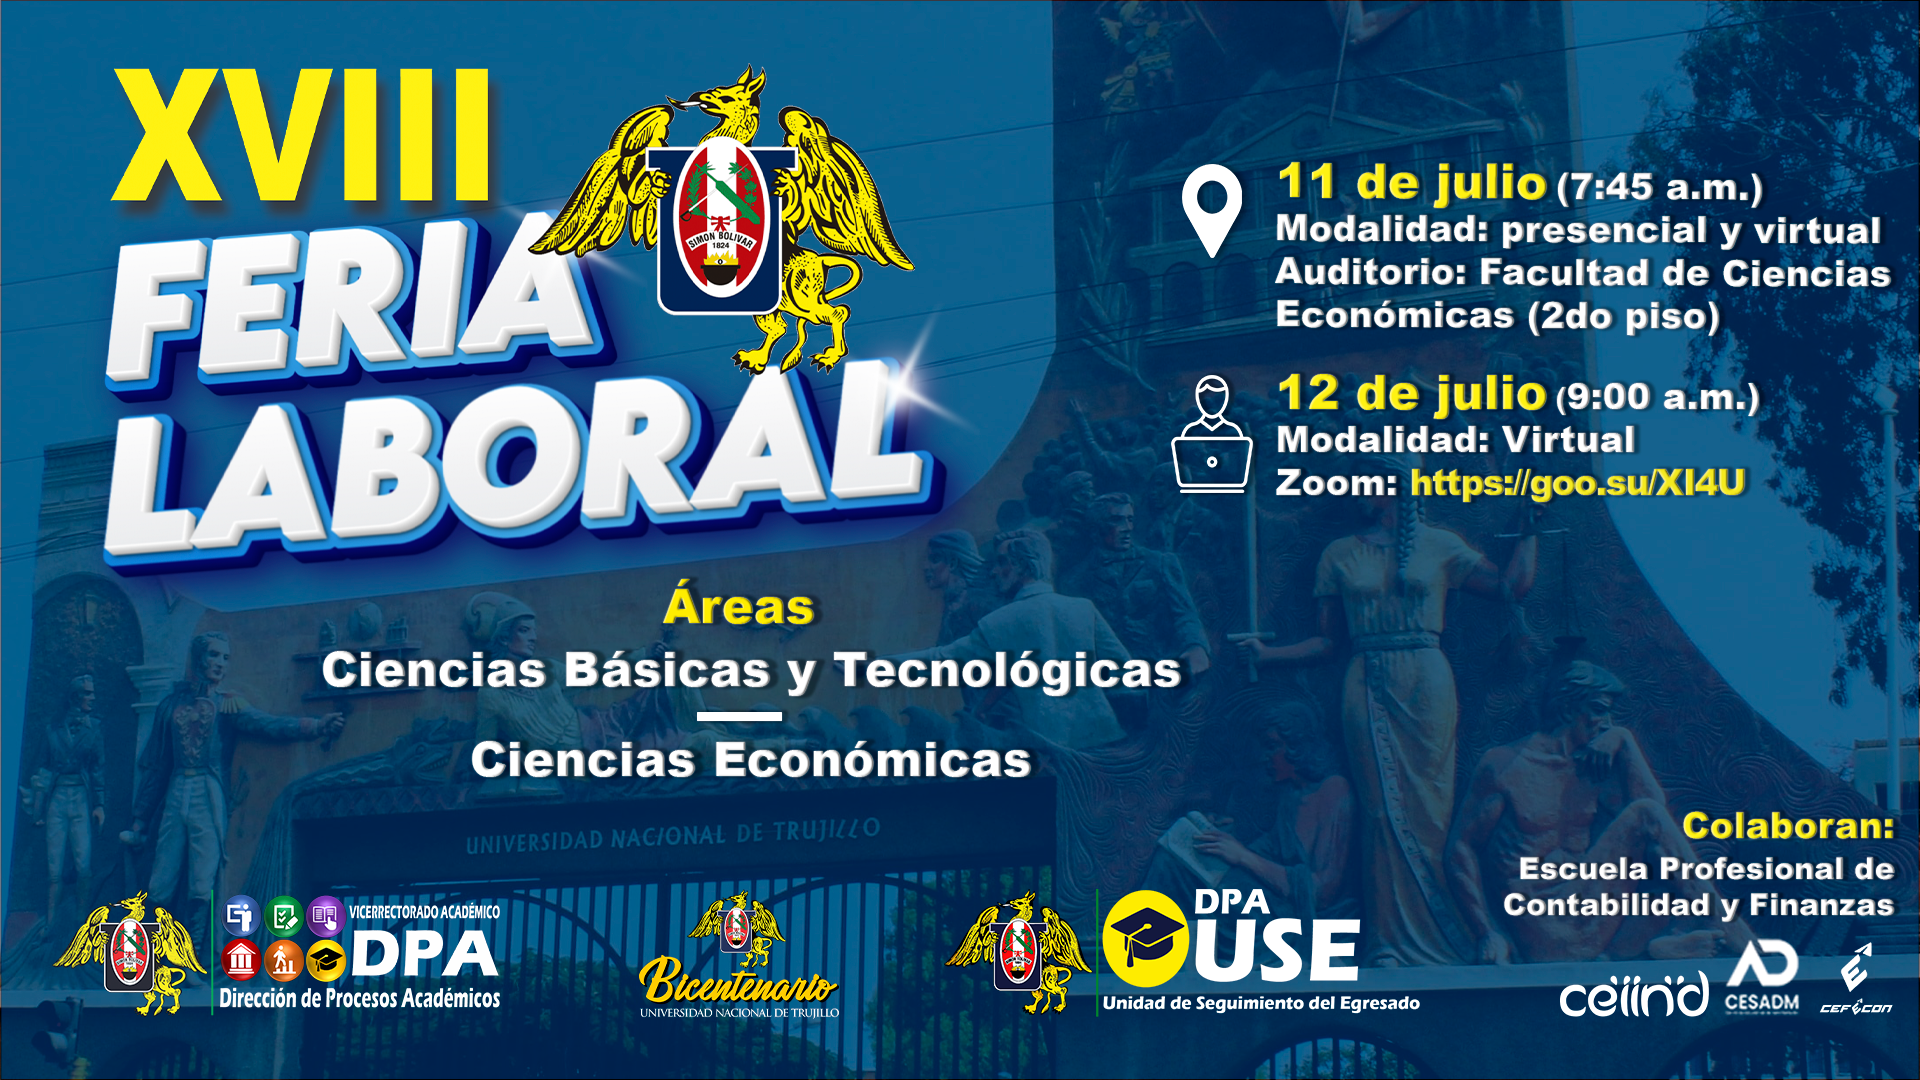 XVIII
FERIA
LABORAL
SIMON BOLIVAR
1824
11 de julio (7:45 a.m.)
Modalidad: presencial y virtual
Auditorio: Facultad de Ciencias
Económicas (2do piso)
12 de julio (9:00 a.m.)
Modalidad: Virtual
Zoom: https://goo.su/XI4U
Áreas
Ciencias Básicas y Tecnológicas
Ciencias Económicas
UNIVERSIDAD NACIONAL DE TRUJILLO
Colaboran:
Escuela Profesional de
Contabilidad y Finanzas
VICERRECTORADO ACADÉMICO
DPA
Dirección de Procesos Académicos
Bicentenario
UNIVERSIDAD NACIONAL DE TRUJILLO
DPA
USE
Unidad de Seguimiento del Egresado
ceiind
AD
CESADM
CEFECON